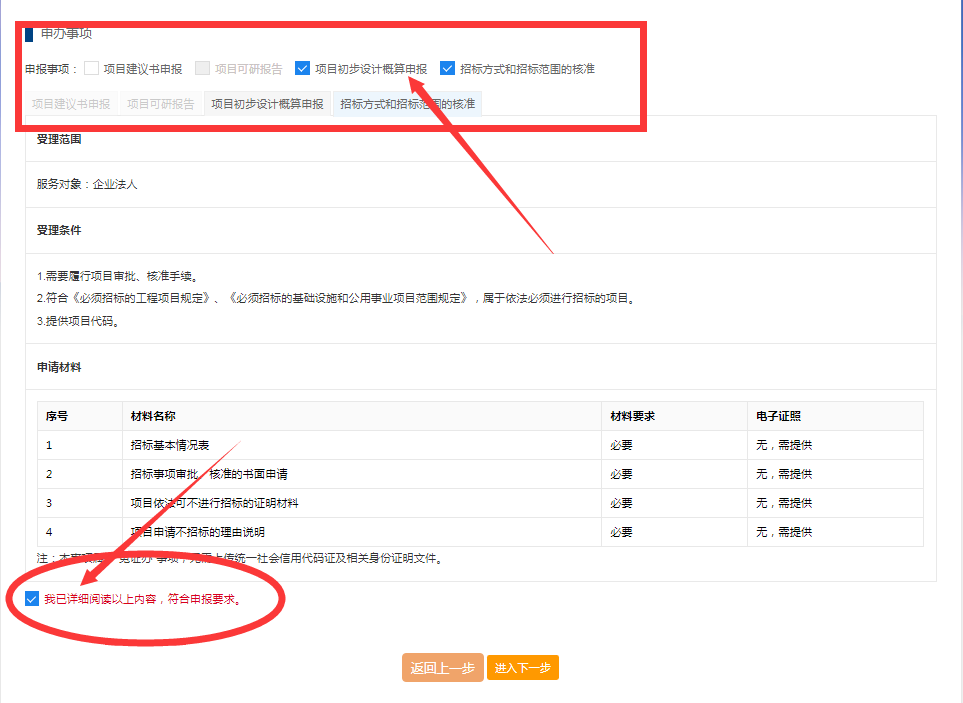 申办事项
申报事项： 项目建议书申报 项目可研报告 项目初步设计概算申报 招标方式和招标范围的核准
项目建议书申报 项目可研报告 项目初步设计概算申报 招标方式和招标范围的核准
受理范围
服务对象：企业法人
受理条件
1.需要履行项目审批、核准手续。
2.符合《必须招标的工程项目规定》、《必须招标的基础设施和公用事业项目范围规定》，属于依法必须进行招标的项目。
3.提供项目代码。
申请材料
序号 材料名称 材料要求 电子证照
1 招标基本情况表 必要 无，需提供
2 招标事项审批、核准的书面申请 必要 无，需提供
3 项目依法可不进行招标的证明材料 必要 无，需提供
4 项目申请不招标的理由说明 必要 无，需提供
注：本事项 免证办 事项，无需上传统一社会信用代码证及相关身份证明文件。
我已详细阅读以上内容，符合申报要求。
返回上一步 进入下一步